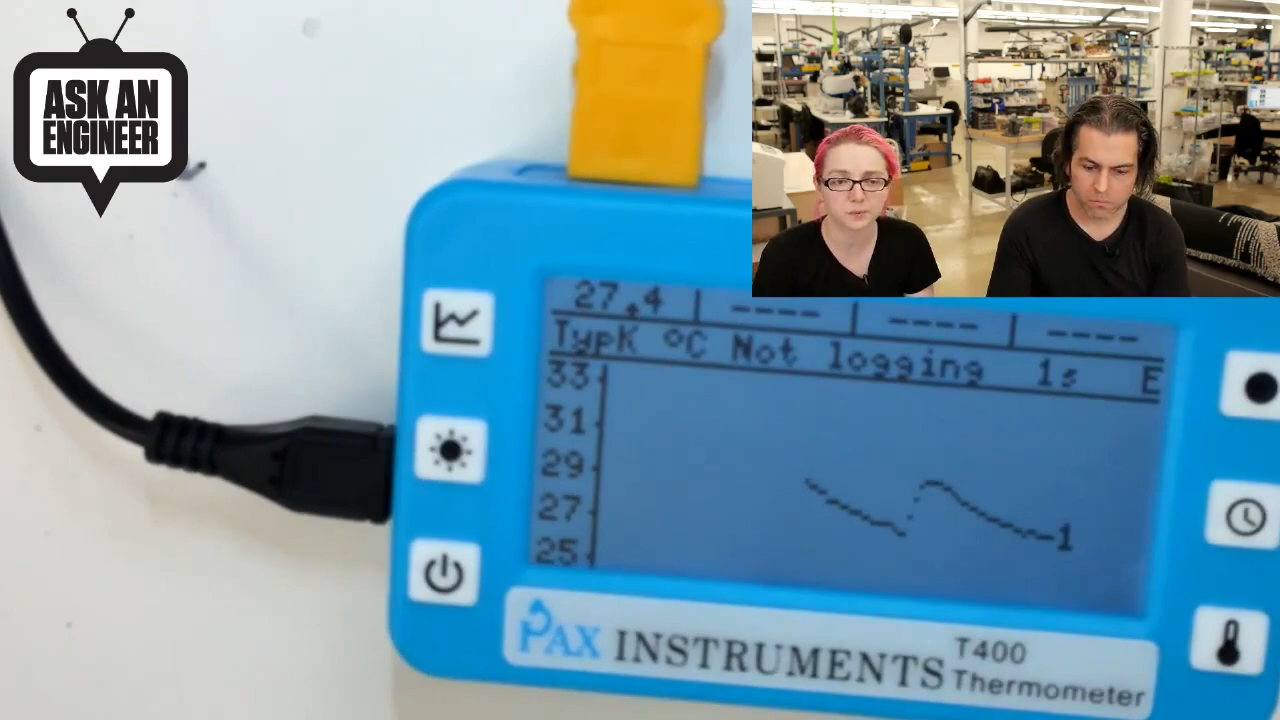 ASK AN
ENGINEER
27.4 | ---- | ---- | ----
TypK °C Not logging 1s E
33
31
29
27
25
1
PAX INSTRUMENTS T400
Thermometer